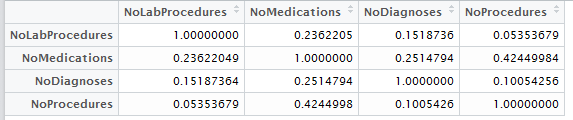 NoLabProcedures NoMedications NoDiagnoses NoProcedures
NoLabProcedures 1.00000000 0.2362205 0.1518736 0.05353679
NoMedications 0.23622049 1.0000000 0.2514794 0.42449984
NoDiagnoses 0.15187364 0.2514794 1.0000000 0.10054256
NoProcedures 0.05353679 0.4244998 0.1005426 1.00000000